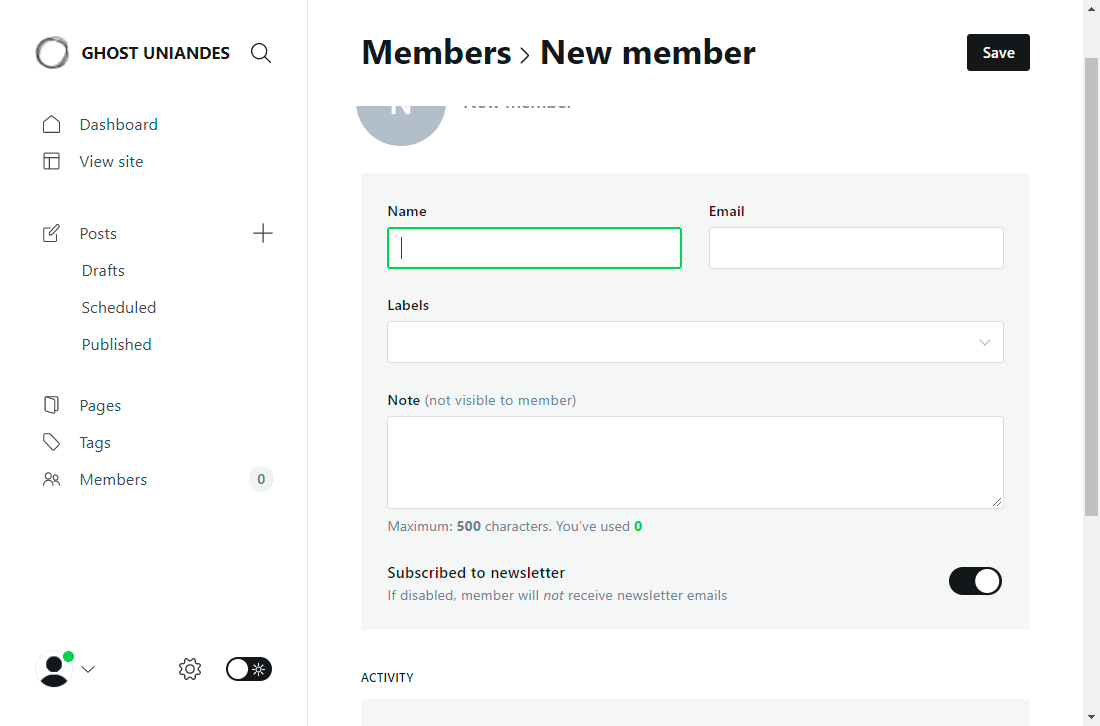 GHOST UNIANDES
Dashboard
View site
Posts
Drafts
Scheduled
Published
Pages
Tags
Members
0
Members > New member
Save
N
New member
Name
Email
Labels
Note (not visible to member)
Maximum: 500 characters. You’ve used 0
Subscribed to newsletter
If disabled, member will not receive newsletter emails
ACTIVITY